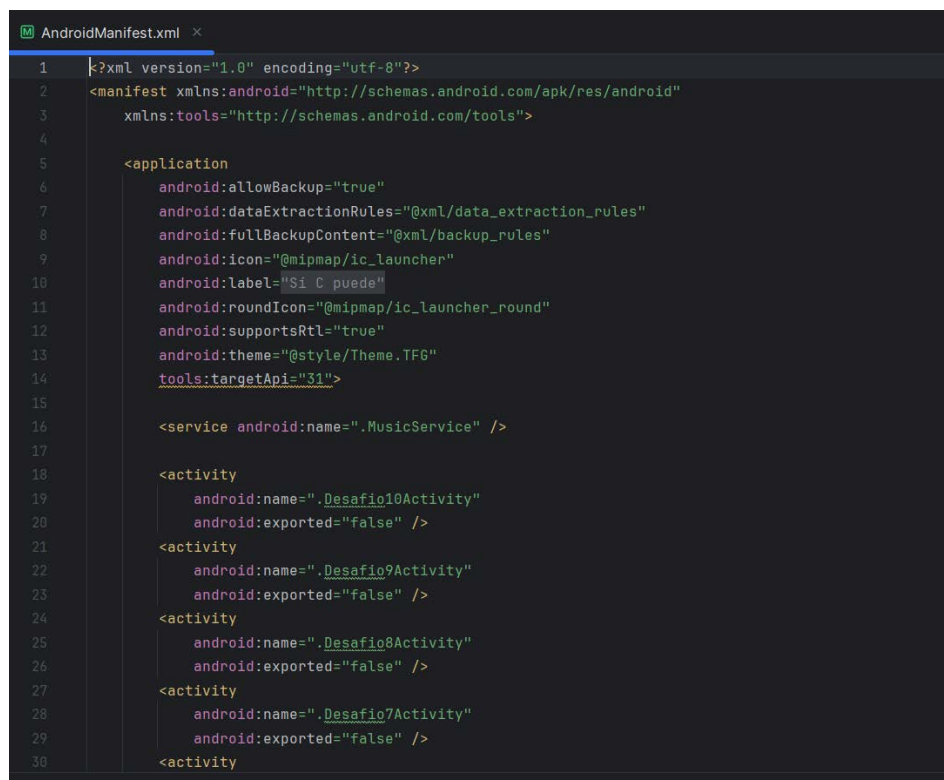 AndroidManifest.xml ×
1 <?xml version="1.0" encoding="utf-8"?>
2 <manifest xmlns:android="http://schemas.android.com/apk/res/android"
3 xmlns:tools="http://schemas.android.com/tools">
4
5 <application
6 android:allowBackup="true"
7 android:dataExtractionRules="@xml/data_extraction_rules"
8 android:fullBackupContent="@xml/backup_rules"
9 android:icon="@mipmap/ic_launcher"
10 android:label="Sí C puede"
11 android:roundIcon="@mipmap/ic_launcher_round"
12 android:supportsRtl="true"
13 android:theme="@style/Theme.TFG"
14 tools:targetApi="31">
15
16 <service android:name=".MusicService" />
17
18 <activity
19 android:name=".Desafio10Activity"
20 android:exported="false" />
21 <activity
22 android:name=".Desafio9Activity"
23 android:exported="false" />
24 <activity
25 android:name=".Desafio8Activity"
26 android:exported="false" />
27 <activity
28 android:name=".Desafio7Activity"
29 android:exported="false" />
30 <activity